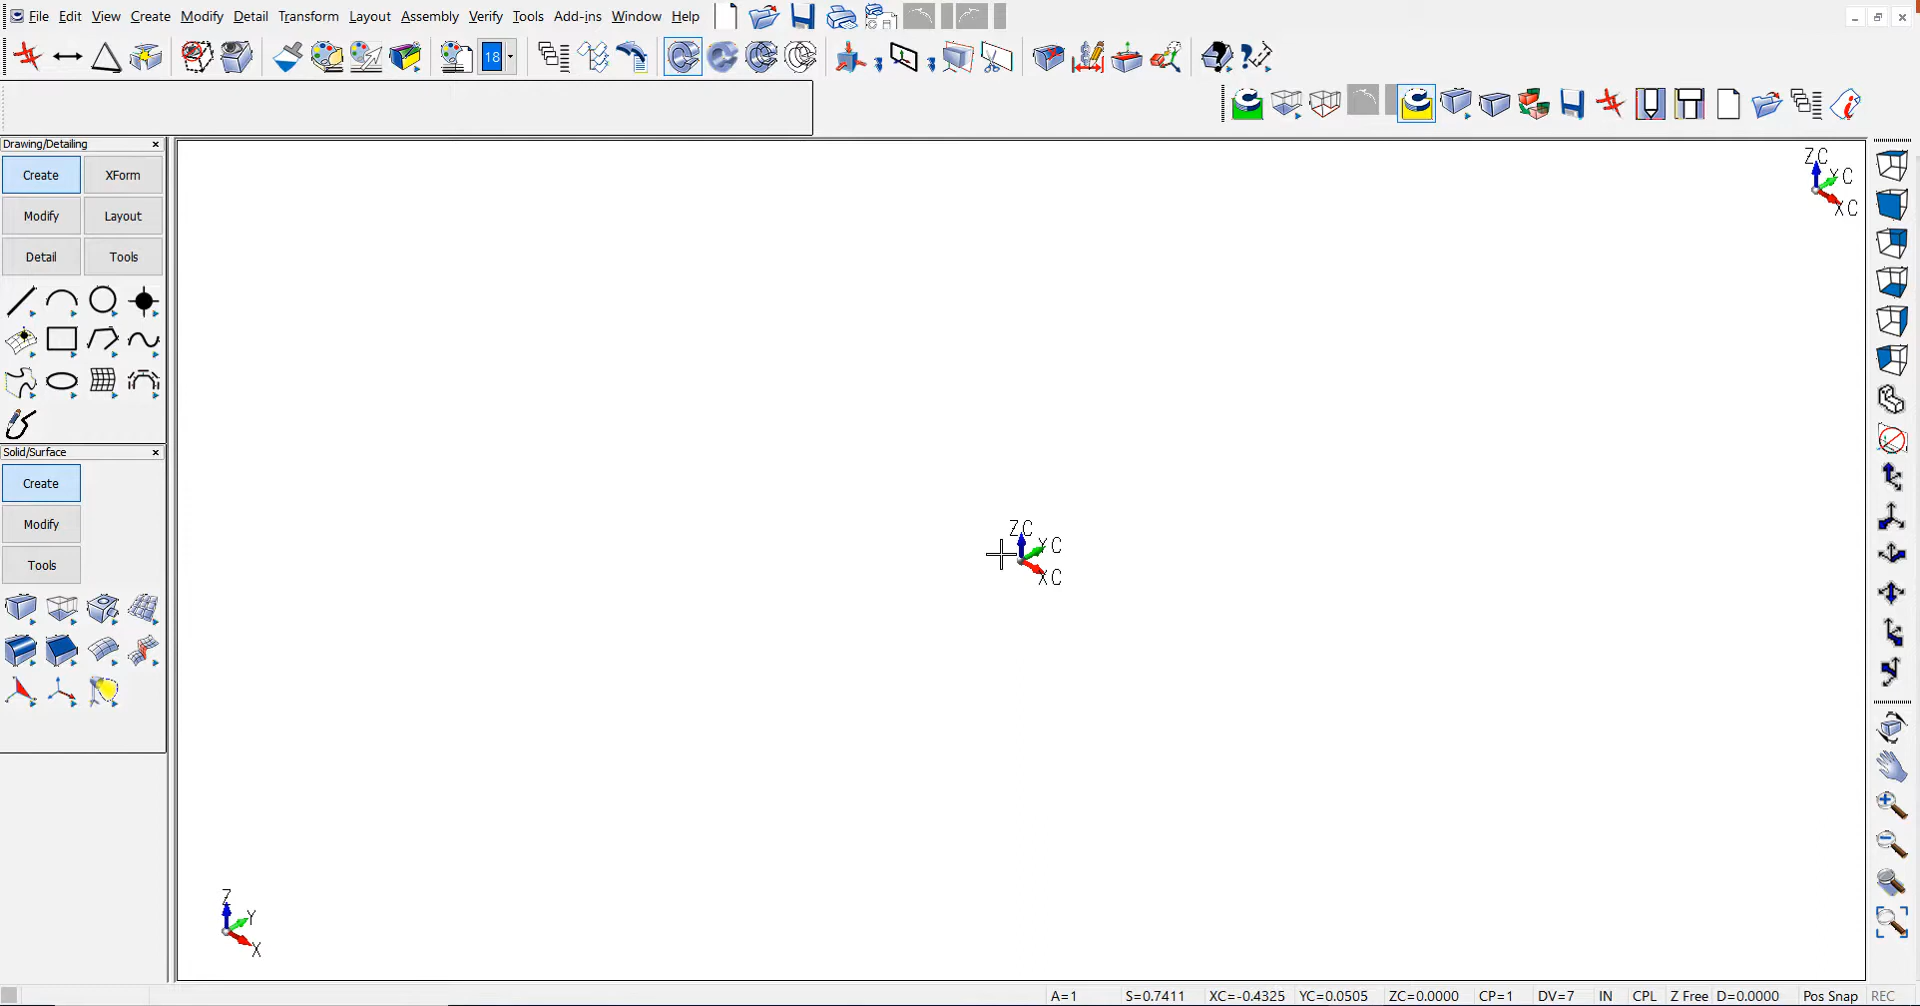 File Edit View Create Modify Detail Transform Layout Assembly Verify Tools Add-ins Window Help
18
Drawing/Detailing
Create XForm
Modify Layout
Detail Tools
Solid/Surface
Create
Modify
Tools
ZC
YC
XC
ZC
YC
XC
Z
Y
X
A=1 S=0.7411 XC=-0.4325 YC=0.0505 ZC=0.0000 CP=1 DV=7 IN CPL Z Free D=0.0000 Pos Snap REC